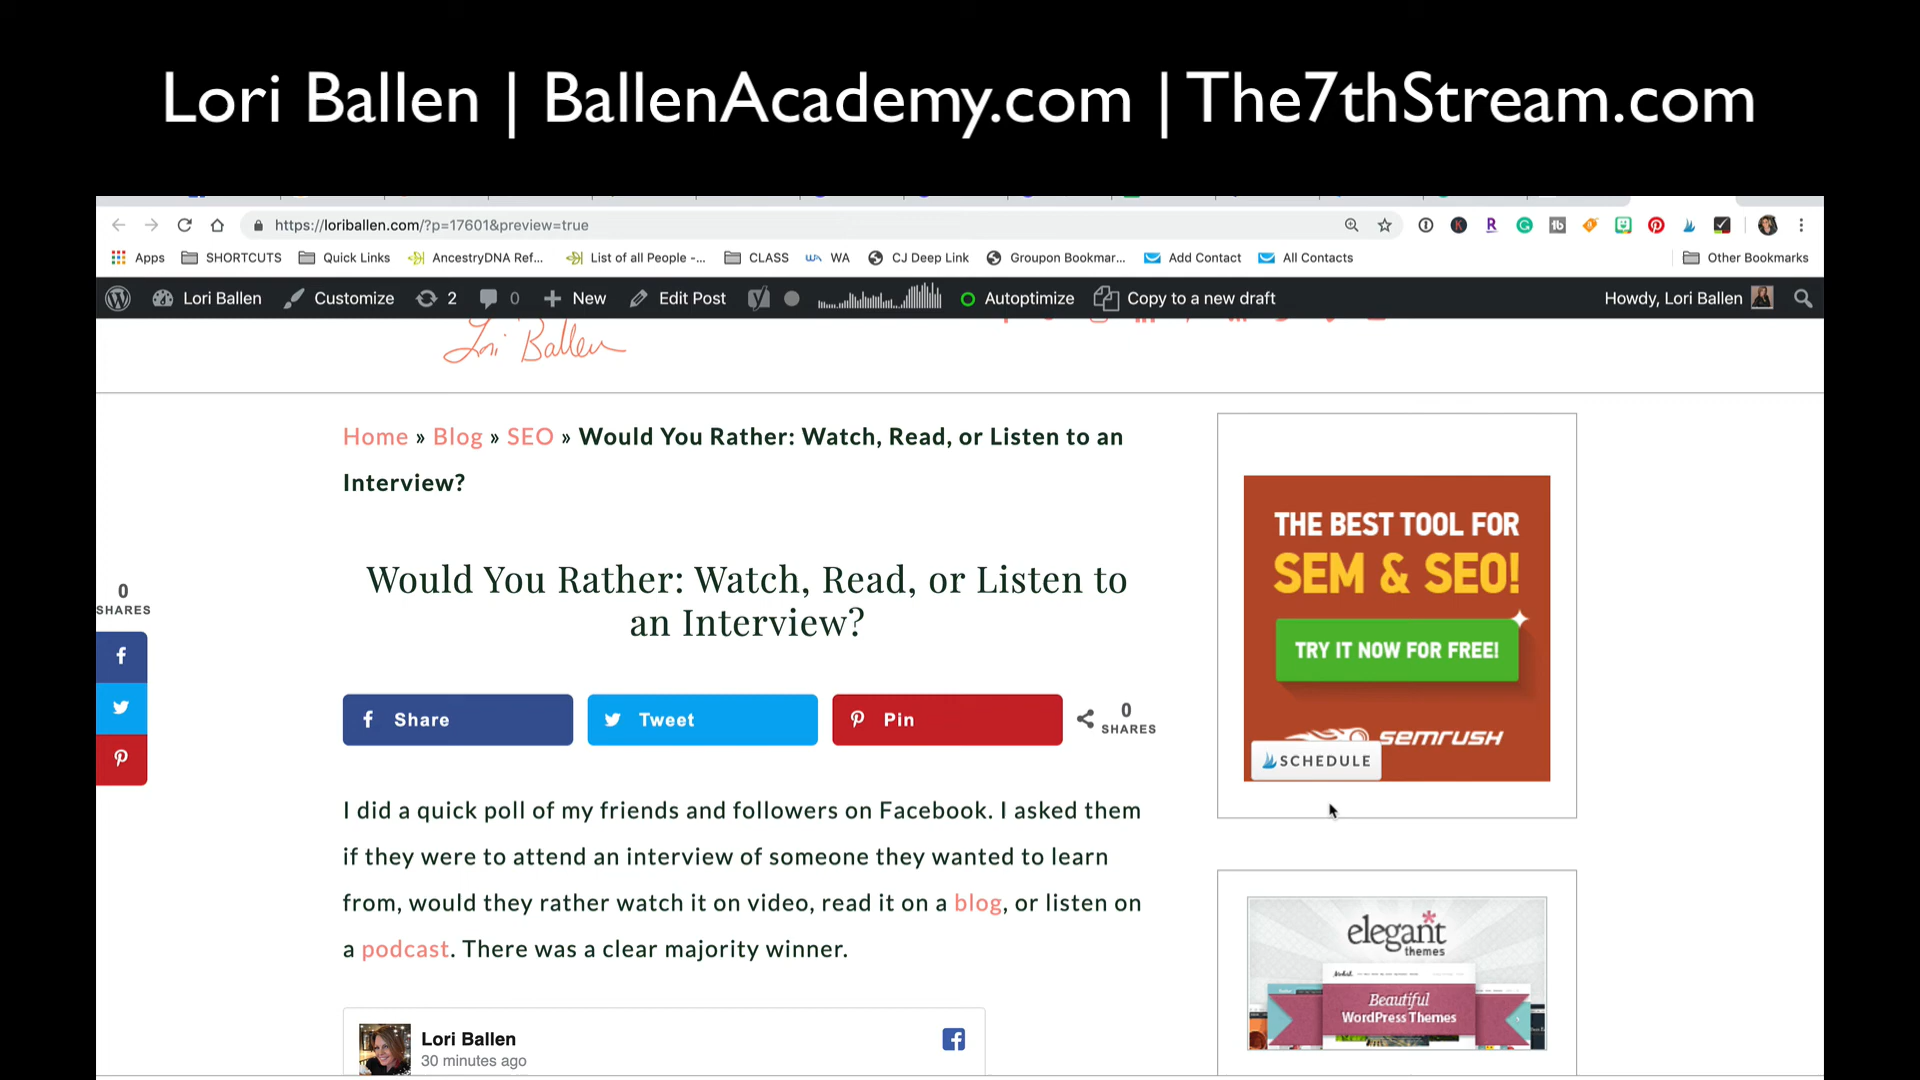 Lori Ballen | BallenAcademy.com | The7thStream.com
https://loriballen.com/?p=17601&preview=true
Apps SHORTCUTS Quick Links AncestryDNA Ref... List of all People -... CLASS WA CJ Deep Link Groupon Bookmar... Add Contact All Contacts Other Bookmarks
Lori Ballen Customize 2 0 New Edit Post Autoptimize Copy to a new draft Howdy, Lori Ballen
Lori Ballen
Home » Blog » SEO » Would You Rather: Watch, Read, or Listen to an
Interview?
Would You Rather: Watch, Read, or Listen to
an Interview?
0
SHARES
Share Tweet Pin
0
SHARES
I did a quick poll of my friends and followers on Facebook. I asked them
if they were to attend an interview of someone they wanted to learn
from, would they rather watch it on video, read it on a blog, or listen on
a podcast. There was a clear majority winner.
Lori Ballen
30 minutes ago
THE BEST TOOL FOR
SEM & SEO!
TRY IT NOW FOR FREE!
SEMRUSH
SCHEDULE
elegant
themes
Beautiful
WordPress Themes